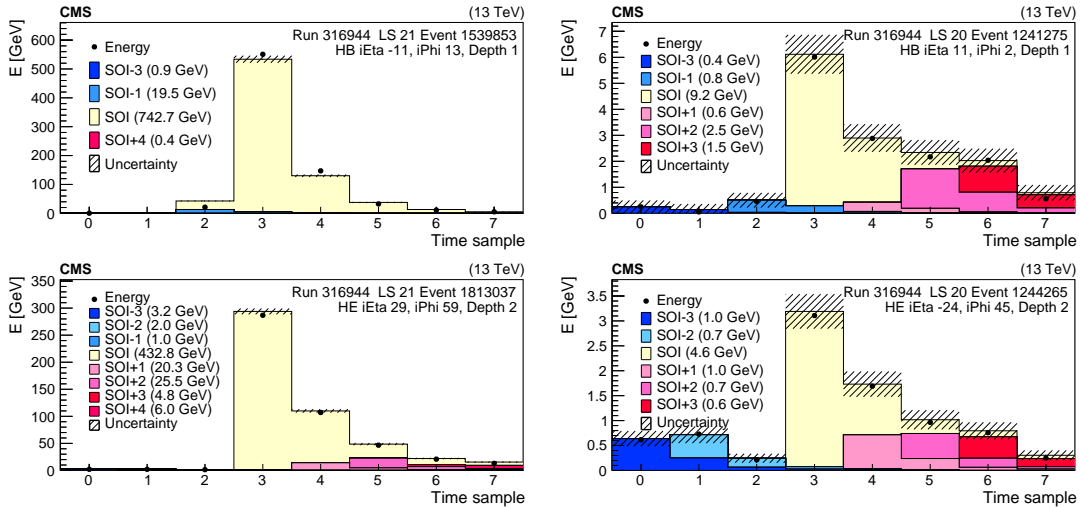 CMS
(13 TeV)
E [GeV]
Run 316944 LS 21 Event 1539853
HB iEta -11, iPhi 13, Depth 1
Energy
SOI-3 (0.9 GeV)
SOI-1 (19.5 GeV)
SOI (742.7 GeV)
SOI+4 (0.4 GeV)
Uncertainty
600
500
400
300
200
100
0
0 1 2 3 4 5 6 7
Time sample
CMS
(13 TeV)
E [GeV]
Run 316944 LS 20 Event 1241275
HB iEta 11, iPhi 2, Depth 1
Energy
SOI-3 (0.4 GeV)
SOI-1 (0.8 GeV)
SOI (9.2 GeV)
SOI+1 (0.6 GeV)
SOI+2 (2.5 GeV)
SOI+3 (1.5 GeV)
Uncertainty
7
6
5
4
3
2
1
0
0 1 2 3 4 5 6 7
Time sample
CMS
(13 TeV)
E [GeV]
Run 316944 LS 21 Event 1813037
HE iEta 29, iPhi 59, Depth 2
Energy
SOI-3 (3.2 GeV)
SOI-2 (2.0 GeV)
SOI-1 (1.0 GeV)
SOI (432.8 GeV)
SOI+1 (20.3 GeV)
SOI+2 (25.5 GeV)
SOI+3 (4.8 GeV)
SOI+4 (6.0 GeV)
Uncertainty
350
300
250
200
150
100
50
0
0 1 2 3 4 5 6 7
Time sample
CMS
(13 TeV)
E [GeV]
Run 316944 LS 20 Event 1244265
HE iEta -24, iPhi 45, Depth 2
Energy
SOI-3 (1.0 GeV)
SOI-2 (0.7 GeV)
SOI (4.6 GeV)
SOI+1 (1.0 GeV)
SOI+2 (0.7 GeV)
SOI+3 (0.6 GeV)
Uncertainty
3.5
3
2.5
2
1.5
1
0.5
0
0 1 2 3 4 5 6 7
Time sample